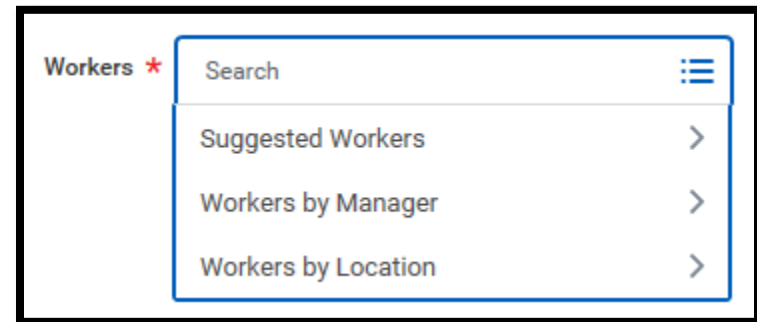 Workers * Search
Suggested Workers
Workers by Manager
Workers by Location